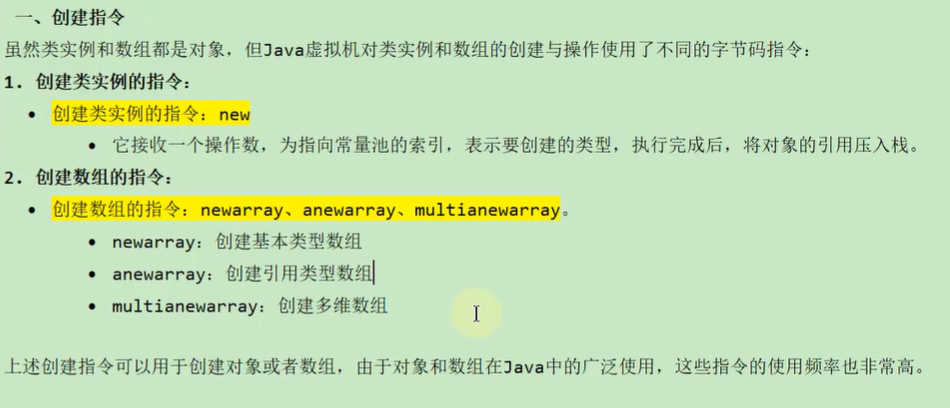 一、创建指令
虽然类实例和数组都是对象，但Java虚拟机对类实例和数组的创建与操作使用了不同的字节码指令：
1. 创建类实例的指令：
• 创建类实例的指令：new
• 它接收一个操作数，为指向常量池的索引，表示要创建的类型，执行完成后，将对象的引用压入栈。
2. 创建数组的指令：
• 创建数组的指令：newarray、anewarray、multianewarray。
• newarray：创建基本类型数组
• anewarray：创建引用类型数组
• multianewarray：创建多维数组
上述创建指令可以用于创建对象或者数组，由于对象和数组在Java中的广泛使用，这些指令的使用频率也非常高。